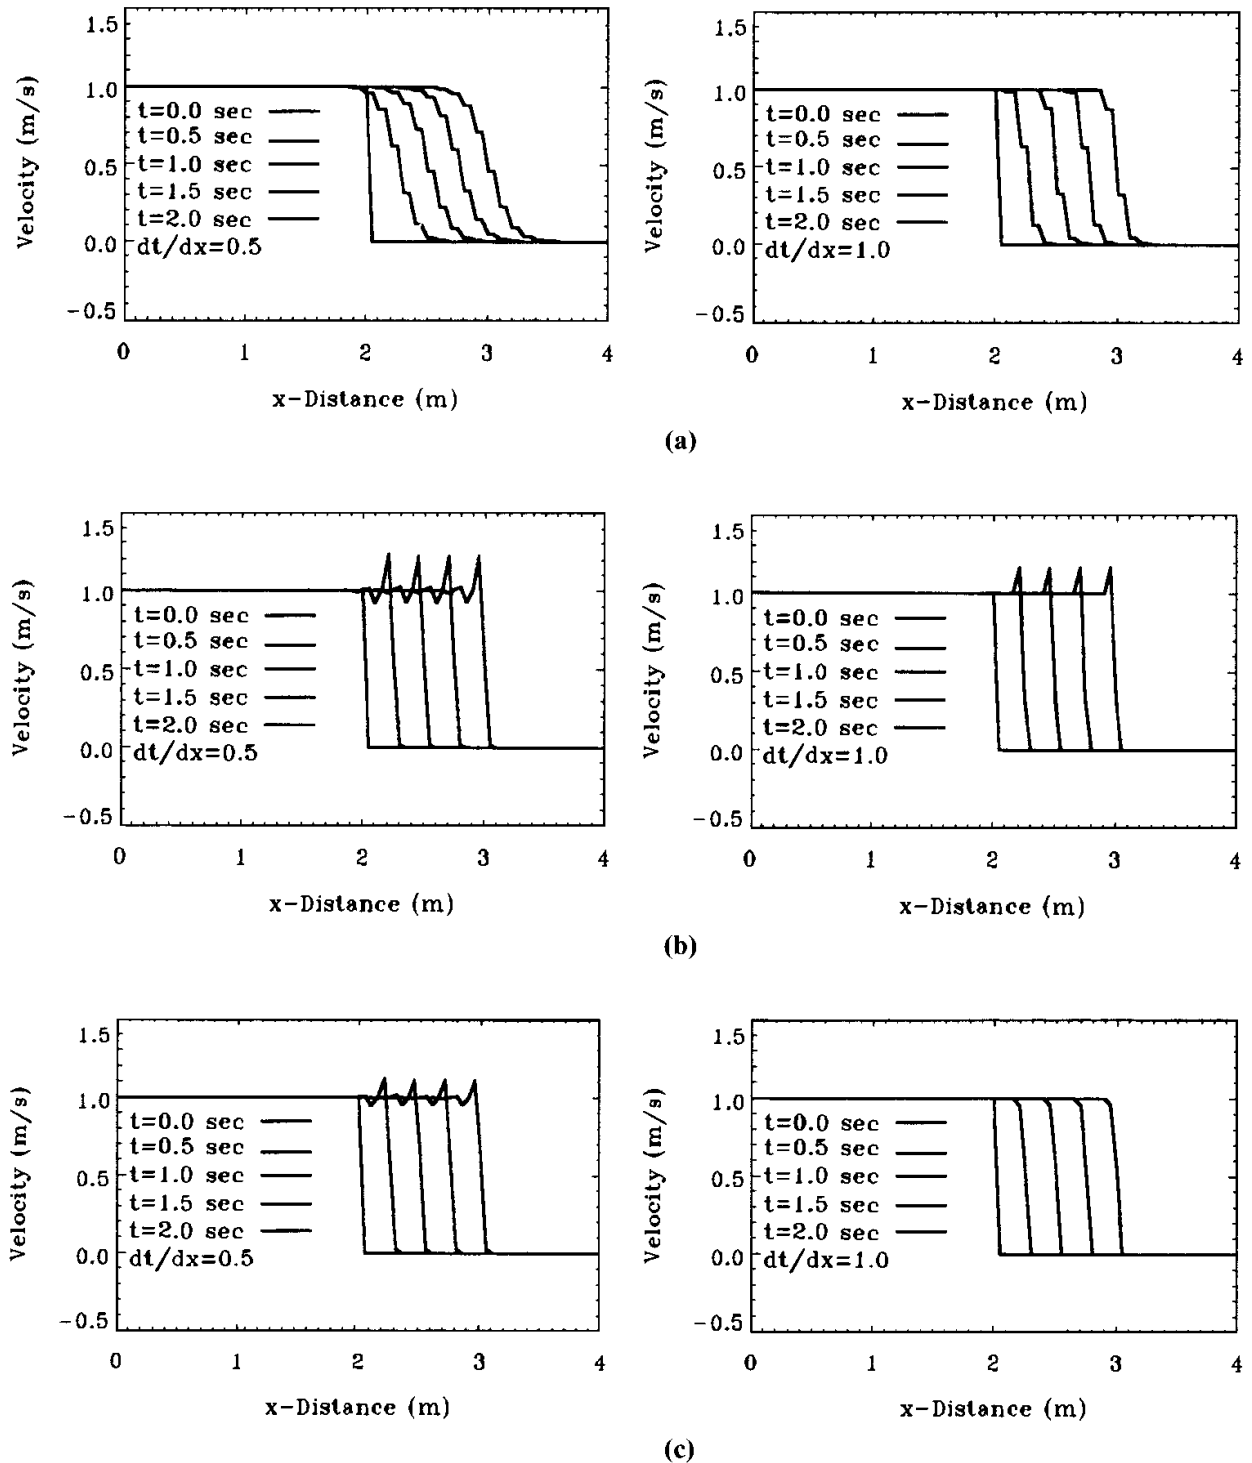 1.5
1.0
0.5
0.0
-0.5
Velocity (m/s)
t=0.0 sec
t=0.5 sec
t=1.0 sec
t=1.5 sec
t=2.0 sec
dt/dx=0.5
0 1 2 3 4
x-Distance (m)
1.5
1.0
0.5
0.0
-0.5
Velocity (m/s)
t=0.0 sec
t=0.5 sec
t=1.0 sec
t=1.5 sec
t=2.0 sec
dt/dx=1.0
0 1 2 3 4
x-Distance (m)
(a)
1.5
1.0
0.5
0.0
-0.5
Velocity (m/s)
t=0.0 sec
t=0.5 sec
t=1.0 sec
t=1.5 sec
t=2.0 sec
dt/dx=0.5
0 1 2 3 4
x-Distance (m)
1.5
1.0
0.5
0.0
-0.5
Velocity (m/s)
t=0.0 sec
t=0.5 sec
t=1.0 sec
t=1.5 sec
t=2.0 sec
dt/dx=1.0
0 1 2 3 4
x-Distance (m)
(b)
1.5
1.0
0.5
0.0
-0.5
Velocity (m/s)
t=0.0 sec
t=0.5 sec
t=1.0 sec
t=1.5 sec
t=2.0 sec
dt/dx=0.5
0 1 2 3 4
x-Distance (m)
1.5
1.0
0.5
0.0
-0.5
Velocity (m/s)
t=0.0 sec
t=0.5 sec
t=1.0 sec
t=1.5 sec
t=2.0 sec
dt/dx=1.0
0 1 2 3 4
x-Distance (m)
(c)